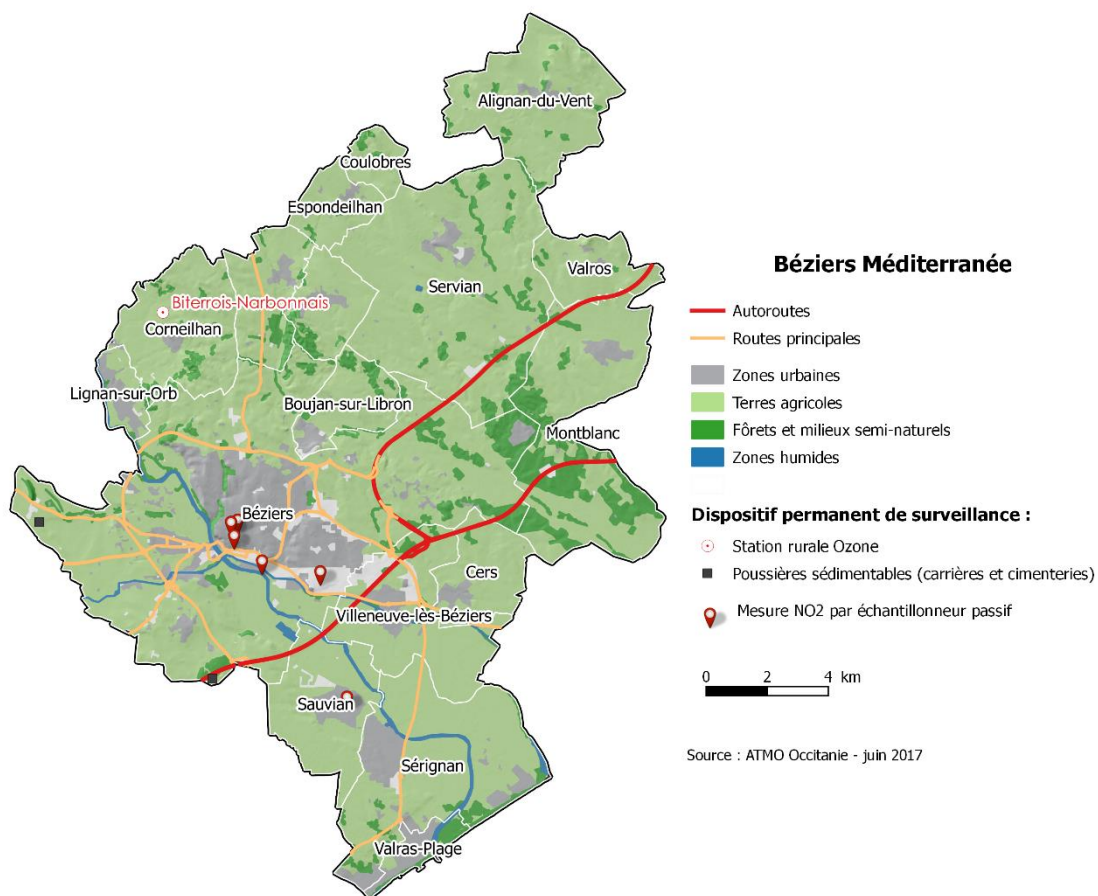 Alignan-du-Vent
Coulobres
Espondeilhan
Valros
Servian
Biterrois-Narbonnais
Corneilhan
Lignan-sur-Orb
Boujan-sur-Libron
Montblanc
Béziers
Cers
Villeneuve-lès-Béziers
Sauvian
Sérignan
Valras-Plage
Béziers Méditerranée
Autoroutes
Routes principales
Zones urbaines
Terres agricoles
Fôrets et milieux semi-naturels
Zones humides
Dispositif permanent de surveillance :
Station rurale Ozone
Poussières sédimentables (carrières et cimenteries)
Mesure NO2 par échantillonneur passif
0 2 4 km
Source : ATMO Occitanie - juin 2017